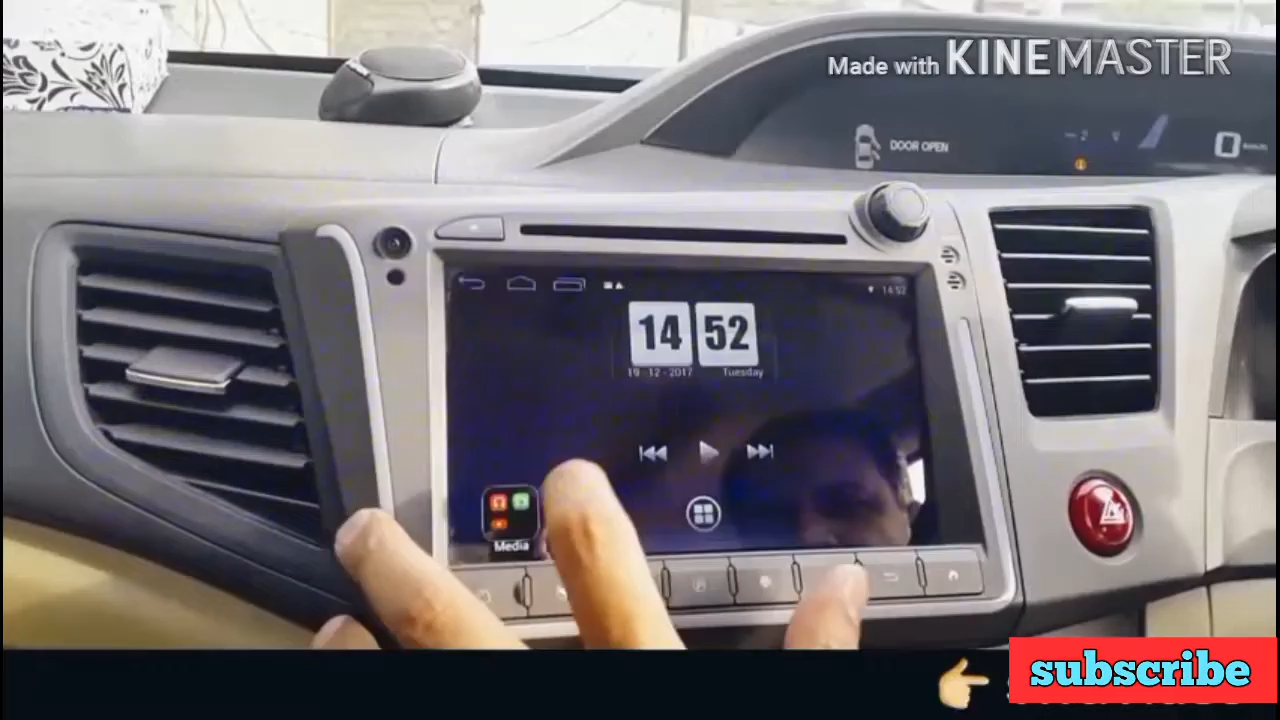 Made with KINEMASTER
DOOR OPEN
14:52
14 52
19 - 12 - 2017 Tuesday
Media
subscribe